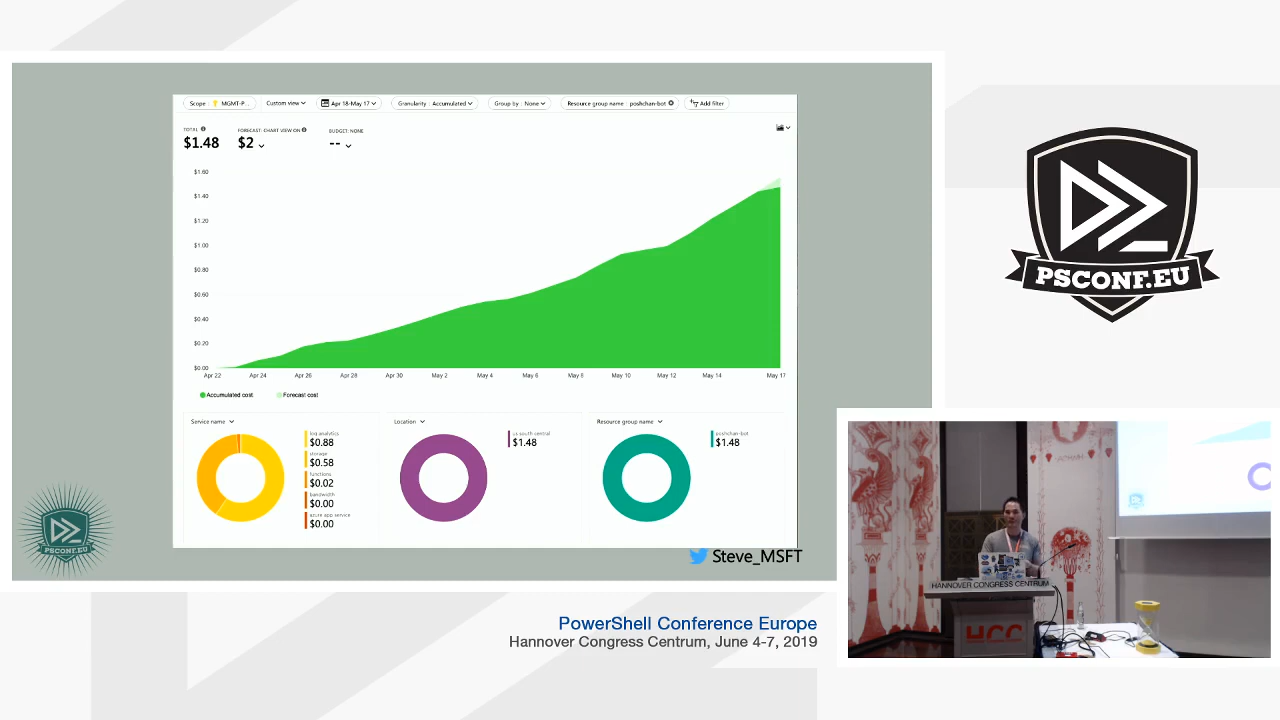 Scope : MGMT-P... Custom view Apr 18-May 17 Granularity : Accumulated Group by : None Resource group name : poshchan-bot Add filter
TOTAL FORECAST: CHART VIEW ON BUDGET: NONE
$1.48 $2 --
$1.60
$1.40
$1.20
$1.00
$0.80
$0.60
$0.40
$0.20
$0.00
Apr 22 Apr 24 Apr 26 Apr 28 Apr 30 May 2 May 4 May 6 May 8 May 10 May 12 May 14 May 17
Accumulated cost Forecast cost
Service name
log analytics
$0.88
storage
$0.58
functions
$0.02
bandwidth
$0.00
azure app service
$0.00
Location
us south central
$1.48
Resource group name
poshchan-bot
$1.48
PSCONF.EU
Steve_MSFT
PSCONF.EU
HANNOVER CONGRESS CENTRUM
HCC
PowerShell Conference Europe
Hannover Congress Centrum, June 4-7, 2019